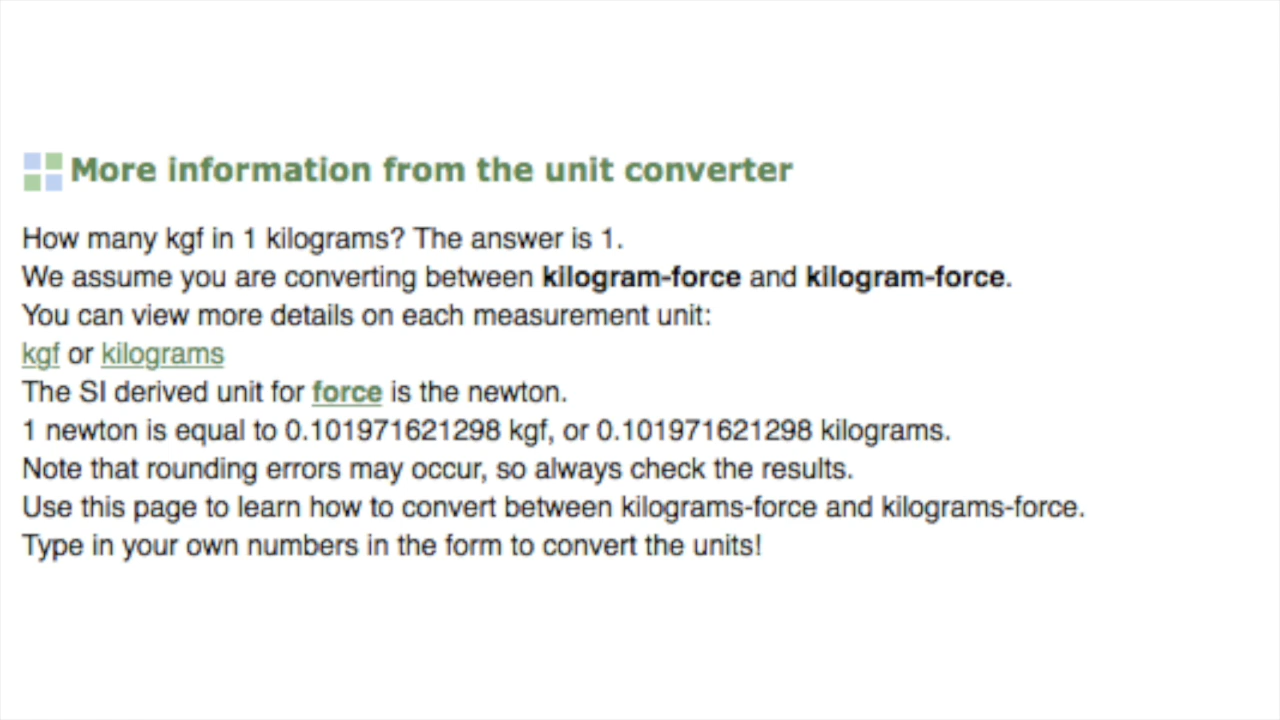 More information from the unit converter
How many kgf in 1 kilograms? The answer is 1.
We assume you are converting between kilogram-force and kilogram-force.
You can view more details on each measurement unit:
kgf or kilograms
The SI derived unit for force is the newton.
1 newton is equal to 0.101971621298 kgf, or 0.101971621298 kilograms.
Note that rounding errors may occur, so always check the results.
Use this page to learn how to convert between kilograms-force and kilograms-force.
Type in your own numbers in the form to convert the units!